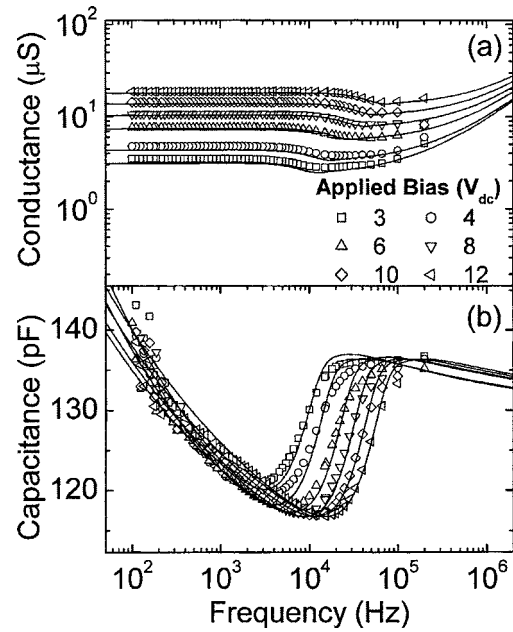 (a)
10²
10¹
10⁰
Conductance (μS)
Applied Bias (V_dc)
3 4
6 8
10 12
(b)
140
130
120
Capacitance (pF)
10² 10³ 10⁴ 10⁵ 10⁶
Frequency (Hz)